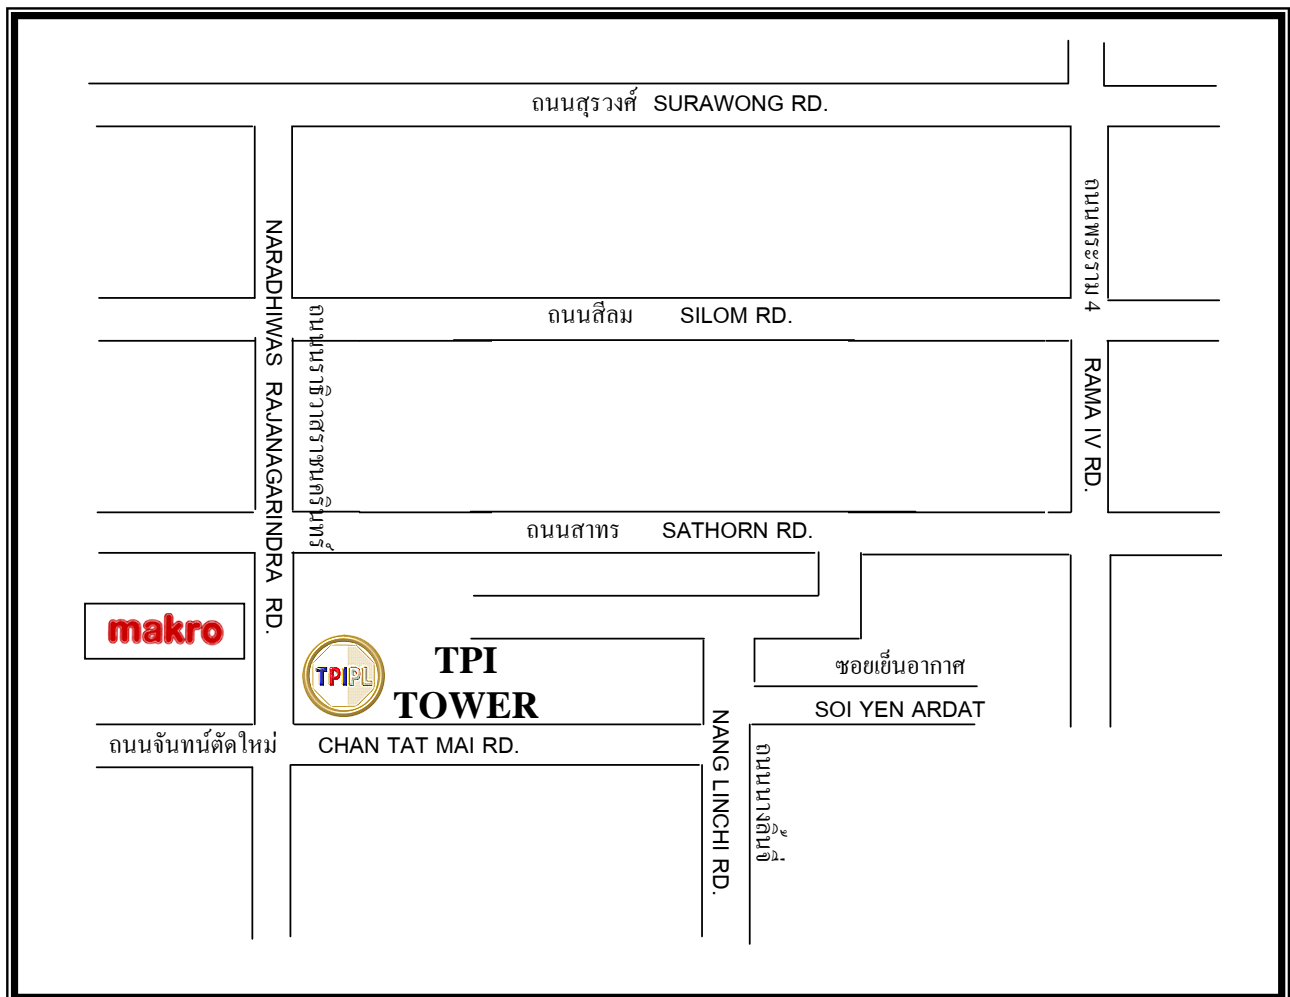 ถนนสุรวงศ์ SURAWONG RD.
ถนนพระราม 4 RAMA IV RD.
NARADHIWAS RAJANAGARINDRA RD.
ถนนนราธิวาสราชนครินทร์
ถนนสีลม SILOM RD.
ถนนสาทร SATHORN RD.
makro
TPIPL
TPI
TOWER
ซอยเย็นอากาศ
SOI YEN ARDAT
ถนนจันทน์ตัดใหม่ CHAN TAT MAI RD.
NANG LINCHI RD.
ถนนนางลิ้นจี่